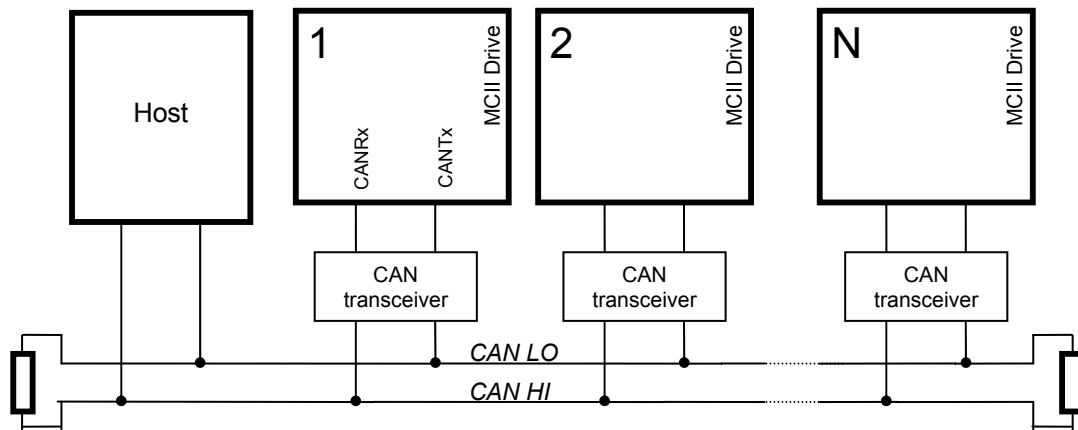 Host
1
MCII Drive
CANRx
CANTx
2
MCII Drive
N
MCII Drive
CAN
transceiver
CAN
transceiver
CAN
transceiver
CAN LO
CAN HI